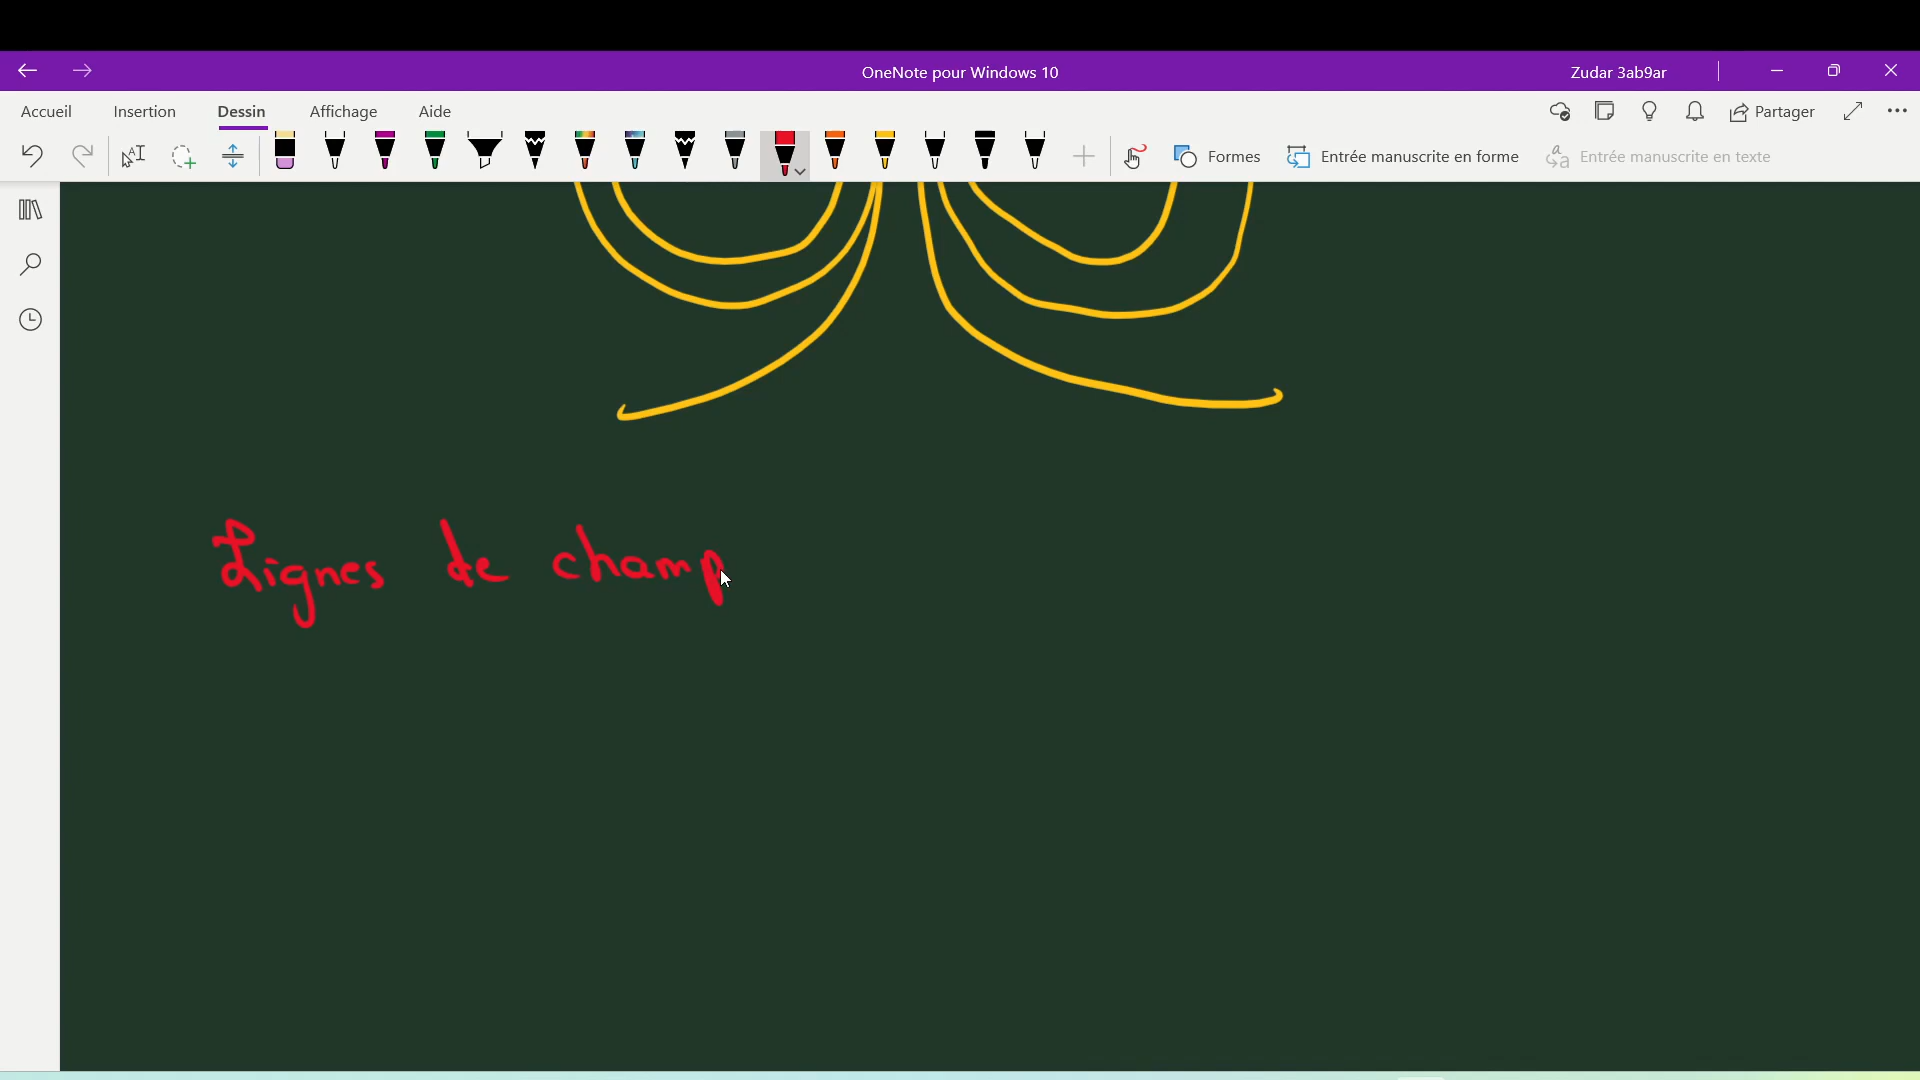 OneNote pour Windows 10
Zudar 3ab9ar
Accueil Insertion Dessin Affichage Aide
Partager
Formes Entrée manuscrite en forme Entrée manuscrite en texte
Lignes de champ